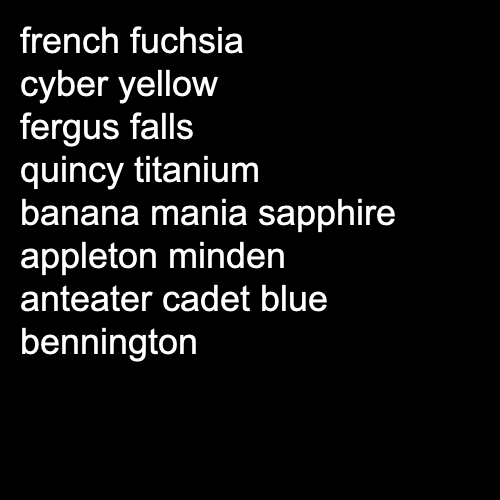 french fuchsia
cyber yellow
fergus falls
quincy titanium
banana mania sapphire
appleton minden
anteater cadet blue
bennington